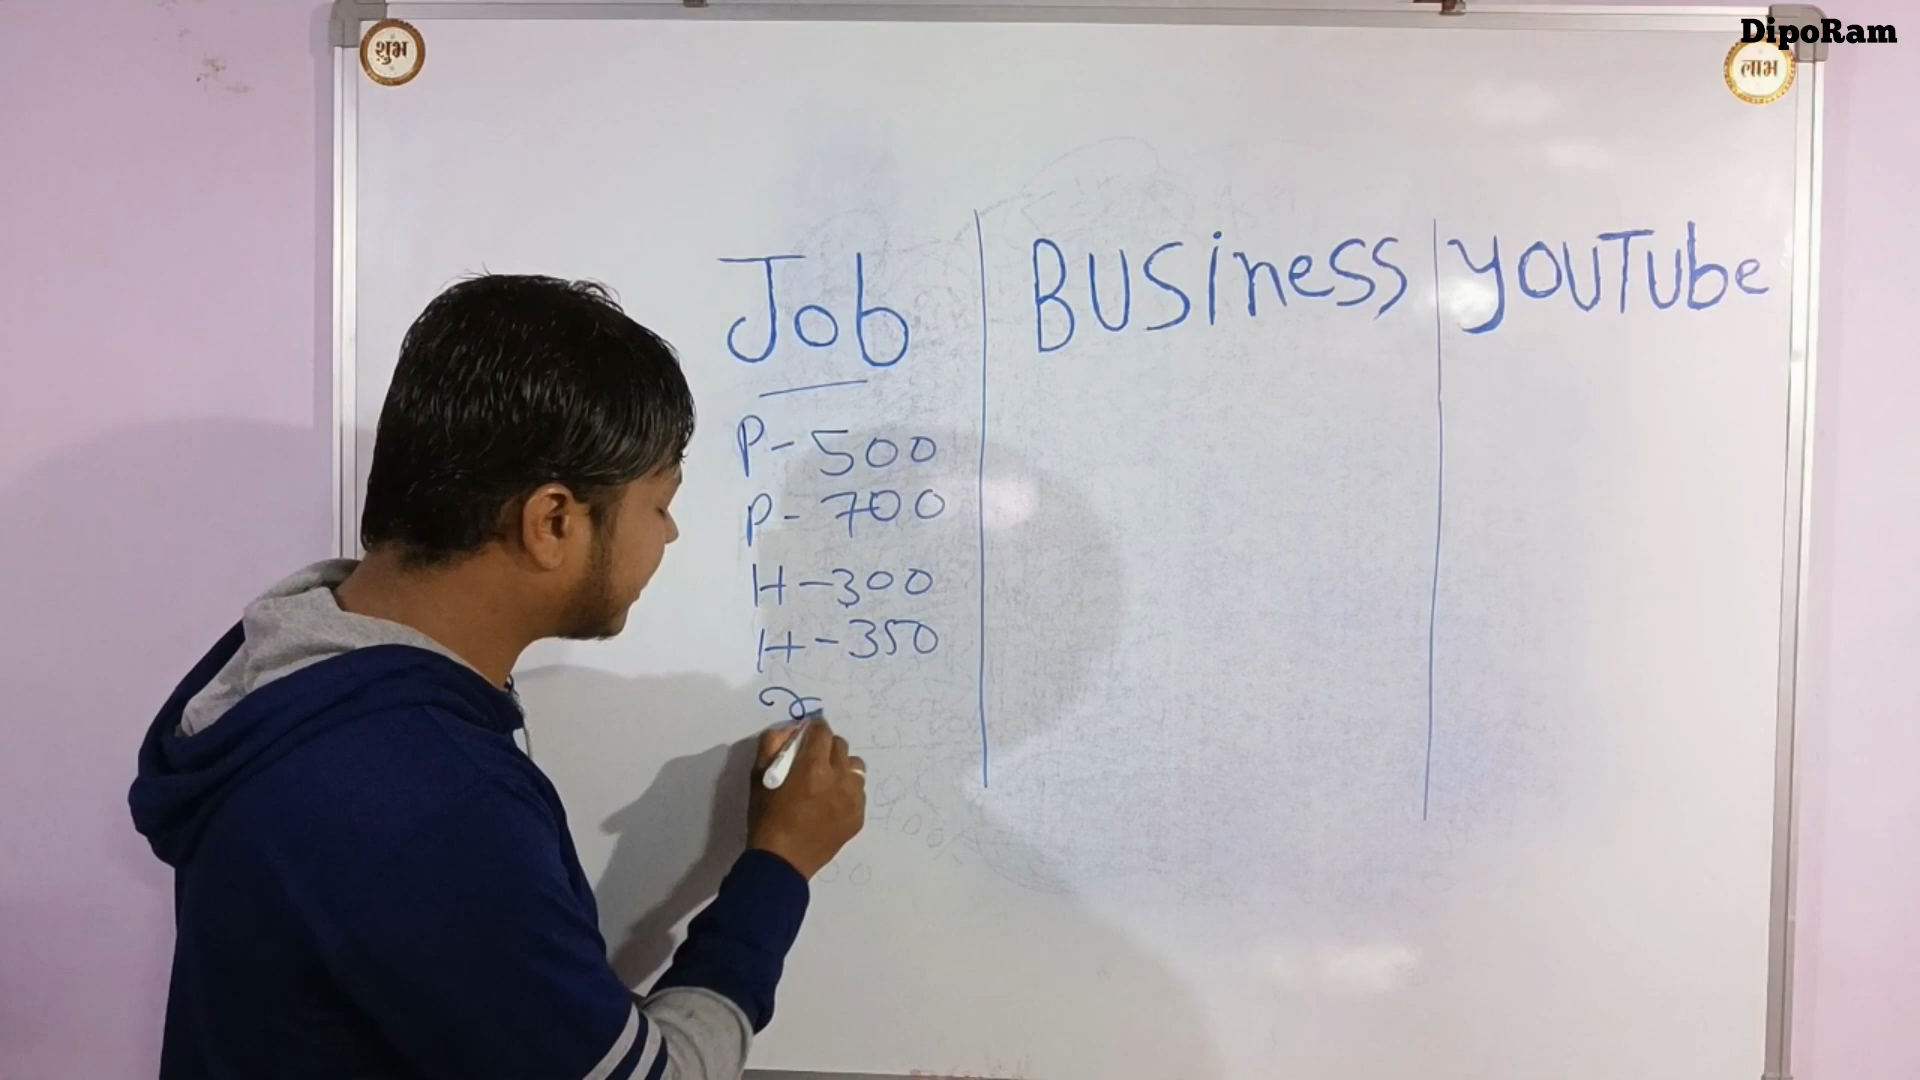 DipoRam
शुभ
लाभ
Job
BUSiness
YOUTube
P-500
P-700
H-300
H-350